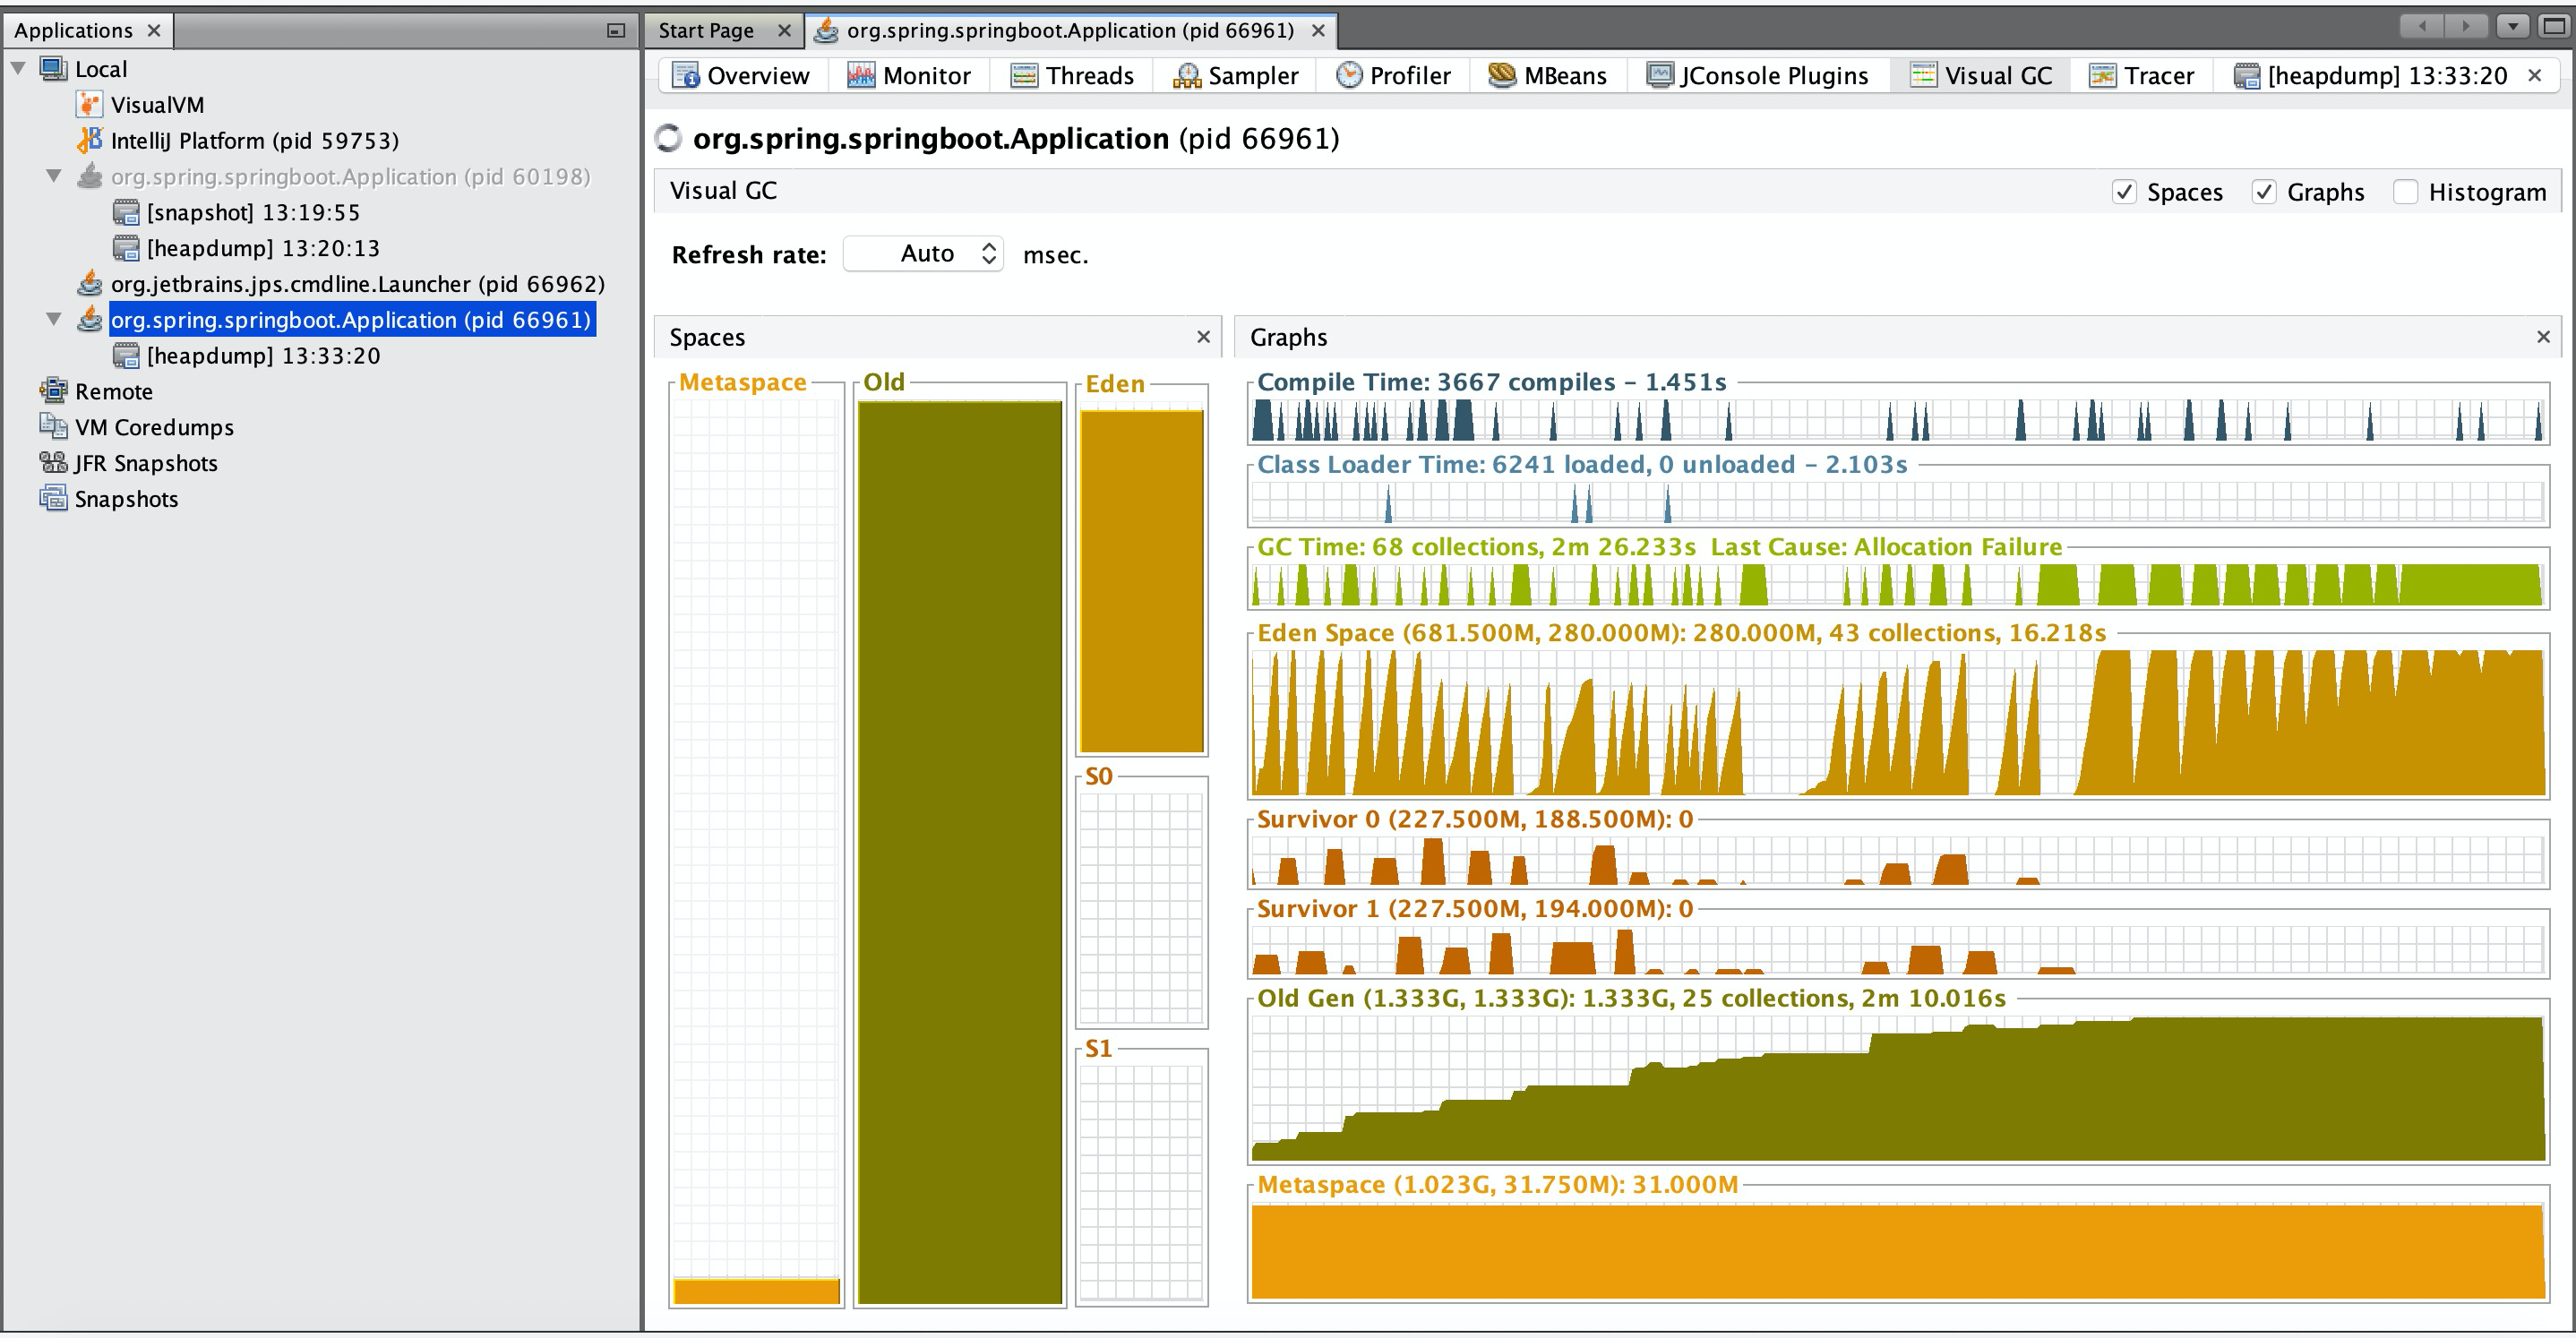 Applications
Start Page
org.spring.springboot.Application (pid 66961)
Local
VisualVM
IntelliJ Platform (pid 59753)
org.spring.springboot.Application (pid 60198)
[snapshot] 13:19:55
[heapdump] 13:20:13
org.jetbrains.jps.cmdline.Launcher (pid 66962)
org.spring.springboot.Application (pid 66961)
[heapdump] 13:33:20
Remote
VM Coredumps
JFR Snapshots
Snapshots
Overview Monitor Threads Sampler Profiler MBeans JConsole Plugins Visual GC Tracer [heapdump] 13:33:20
org.spring.springboot.Application (pid 66961)
Visual GC
Spaces Graphs Histogram
Refresh rate: Auto msec.
Spaces
Metaspace
Old
Eden
S0
S1
Graphs
Compile Time: 3667 compiles – 1.451s
Class Loader Time: 6241 loaded, 0 unloaded – 2.103s
GC Time: 68 collections, 2m 26.233s Last Cause: Allocation Failure
Eden Space (681.500M, 280.000M): 280.000M, 43 collections, 16.218s
Survivor 0 (227.500M, 188.500M): 0
Survivor 1 (227.500M, 194.000M): 0
Old Gen (1.333G, 1.333G): 1.333G, 25 collections, 2m 10.016s
Metaspace (1.023G, 31.750M): 31.000M